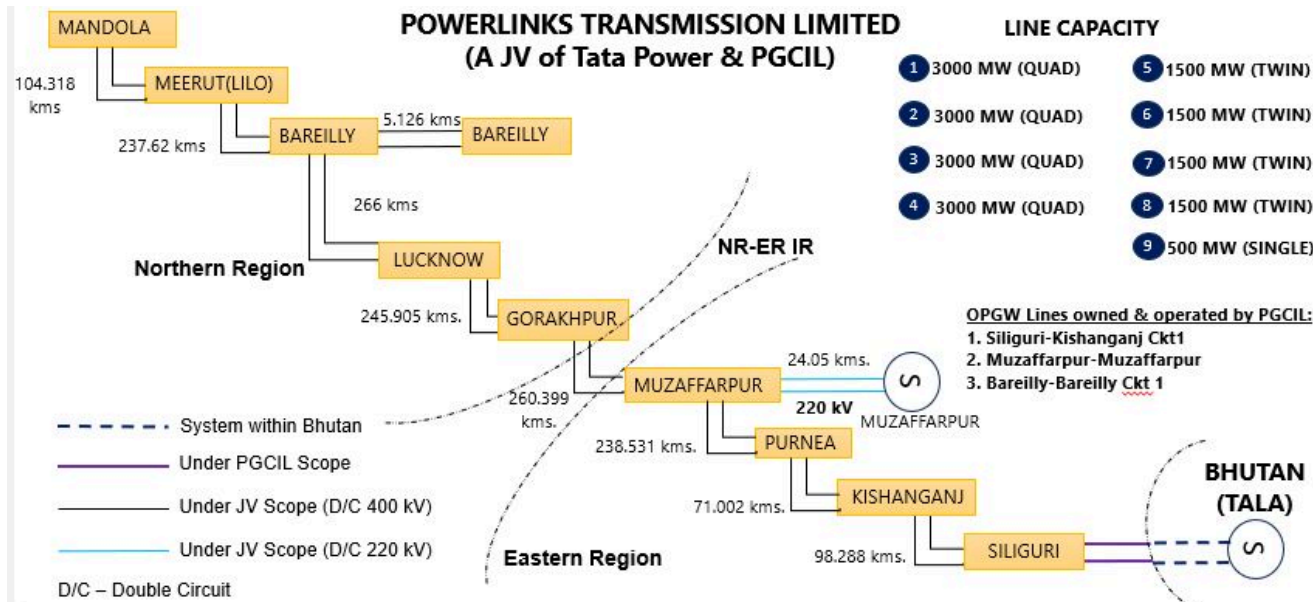 POWERLINKS TRANSMISSION LIMITED
(A JV of Tata Power & PGCIL)
MANDOLA
104.318
kms
MEERUT(LILO)
237.62 kms
BAREILLY
5.126 kms
BAREILLY
266 kms
LUCKNOW
Northern Region
NR-ER IR
245.905 kms.
GORAKHPUR
260.399
kms.
MUZAFFARPUR
24.05 kms.
220 kV
S
MUZAFFARPUR
238.531 kms.
PURNEA
71.002 kms.
KISHANGANJ
98.288 kms.
SILIGURI
Eastern Region
BHUTAN
(TALA)
S
LINE CAPACITY
1 3000 MW (QUAD)
2 3000 MW (QUAD)
3 3000 MW (QUAD)
4 3000 MW (QUAD)
5 1500 MW (TWIN)
6 1500 MW (TWIN)
7 1500 MW (TWIN)
8 1500 MW (TWIN)
9 500 MW (SINGLE)
OPGW Lines owned & operated by PGCIL:
1. Siliguri-Kishanganj Ckt1
2. Muzaffarpur-Muzaffarpur
3. Bareilly-Bareilly Ckt 1
System within Bhutan
Under PGCIL Scope
Under JV Scope (D/C 400 kV)
Under JV Scope (D/C 220 kV)
D/C – Double Circuit